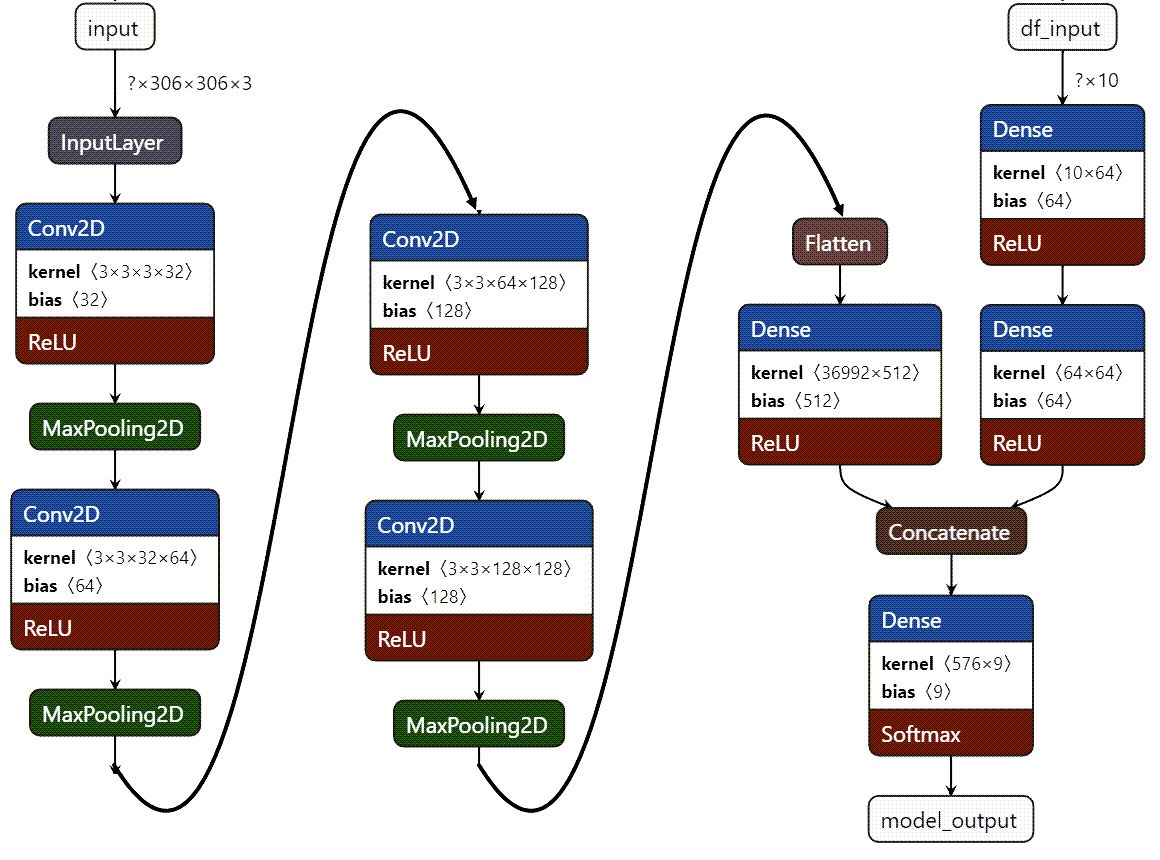 input
?×306×306×3
InputLayer
Conv2D
kernel 〈3×3×3×32〉
bias 〈32〉
ReLU
MaxPooling2D
Conv2D
kernel 〈3×3×32×64〉
bias 〈64〉
ReLU
MaxPooling2D
Conv2D
kernel 〈3×3×64×128〉
bias 〈128〉
ReLU
MaxPooling2D
Conv2D
kernel 〈3×3×128×128〉
bias 〈128〉
ReLU
MaxPooling2D
Flatten
Dense
kernel 〈36992×512〉
bias 〈512〉
ReLU
df_input
?×10
Dense
kernel 〈10×64〉
bias 〈64〉
ReLU
Dense
kernel 〈64×64〉
bias 〈64〉
ReLU
Concatenate
Dense
kernel 〈576×9〉
bias 〈9〉
Softmax
model_output